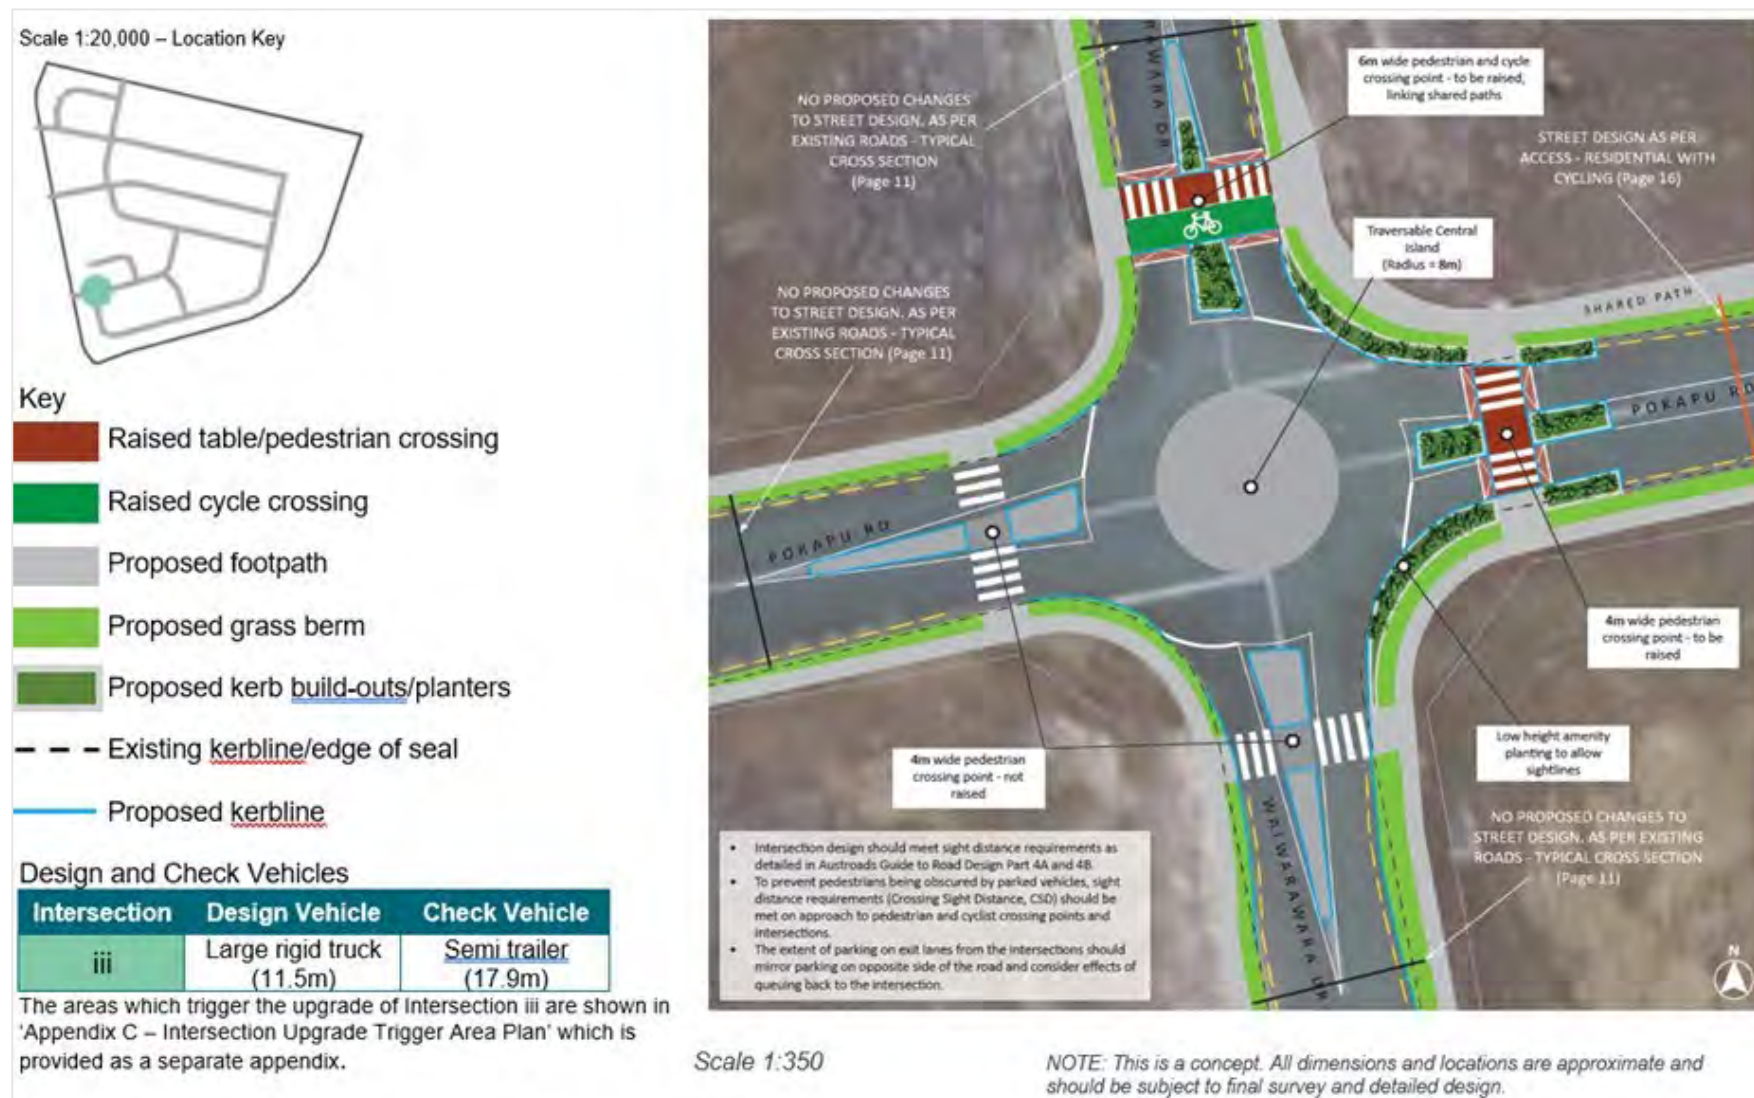 Scale 1:20,000 – Location Key
Key
Raised table/pedestrian crossing
Raised cycle crossing
Proposed footpath
Proposed grass berm
Proposed kerb build-outs/planters
Existing kerbline/edge of seal
Proposed kerbline
Design and Check Vehicles
Intersection Design Vehicle Check Vehicle
iii
Large rigid truck
(11.5m)
Semi trailer
(17.9m)
The areas which trigger the upgrade of Intersection iii are shown in
'Appendix C – Intersection Upgrade Trigger Area Plan' which is
provided as a separate appendix.
NO PROPOSED CHANGES
TO STREET DESIGN. AS PER
EXISTING ROADS - TYPICAL
CROSS SECTION
(Page 11)
AWARA DR
6m wide pedestrian and cycle
crossing point - to be raised,
linking shared paths
STREET DESIGN AS PER
ACCESS - RESIDENTIAL WITH
CYCLING (Page 16)
Traversable Central
Island
(Radius = 8m)
NO PROPOSED CHANGES
TO STREET DESIGN. AS PER
EXISTING ROADS - TYPICAL
CROSS SECTION (Page 11)
SHARED PATH
POKAPU RD
POKAPU RD
4m wide pedestrian
crossing point - to be
raised
4m wide pedestrian
crossing point - not
raised
Low height amenity
planting to allow
sightlines
WAIWARAWARA DR
NO PROPOSED CHANGES TO
STREET DESIGN. AS PER EXISTING
ROADS - TYPICAL CROSS SECTION
(Page 11)
• Intersection design should meet sight distance requirements as
detailed in Austroads Guide to Road Design Part 4A and 4B.
• To prevent pedestrians being obscured by parked vehicles, sight
distance requirements (Crossing Sight Distance, CSD) should be
met on approach to pedestrian and cyclist crossing points and
intersections.
• The extent of parking on exit lanes from the intersections should
mirror parking on opposite side of the road and consider effects of
queuing back to the intersection.
N
Scale 1:350
NOTE: This is a concept. All dimensions and locations are approximate and
should be subject to final survey and detailed design.